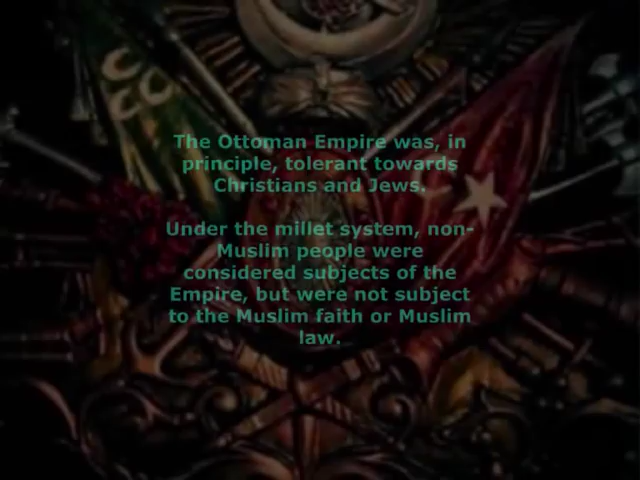 The Ottoman Empire was, in
principle, tolerant towards
Christians and Jews.
Under the millet system, non-
Muslim people were
considered subjects of the
Empire, but were not subject
to the Muslim faith or Muslim
law.